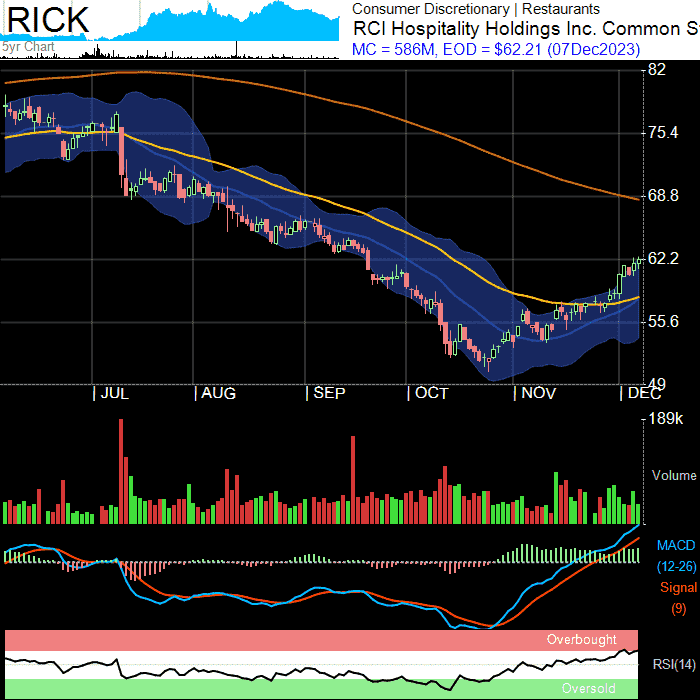 RICK
5yr Chart
Consumer Discretionary | Restaurants
RCI Hospitality Holdings Inc. Common S
MC = 586M, EOD = $62.21 (07Dec2023)
82
75.4
68.8
62.2
55.6
49
JUL
AUG
SEP
OCT
NOV
DEC
189k
Volume
MACD
(12-26)
Signal
(9)
Overbought
RSI(14)
Oversold